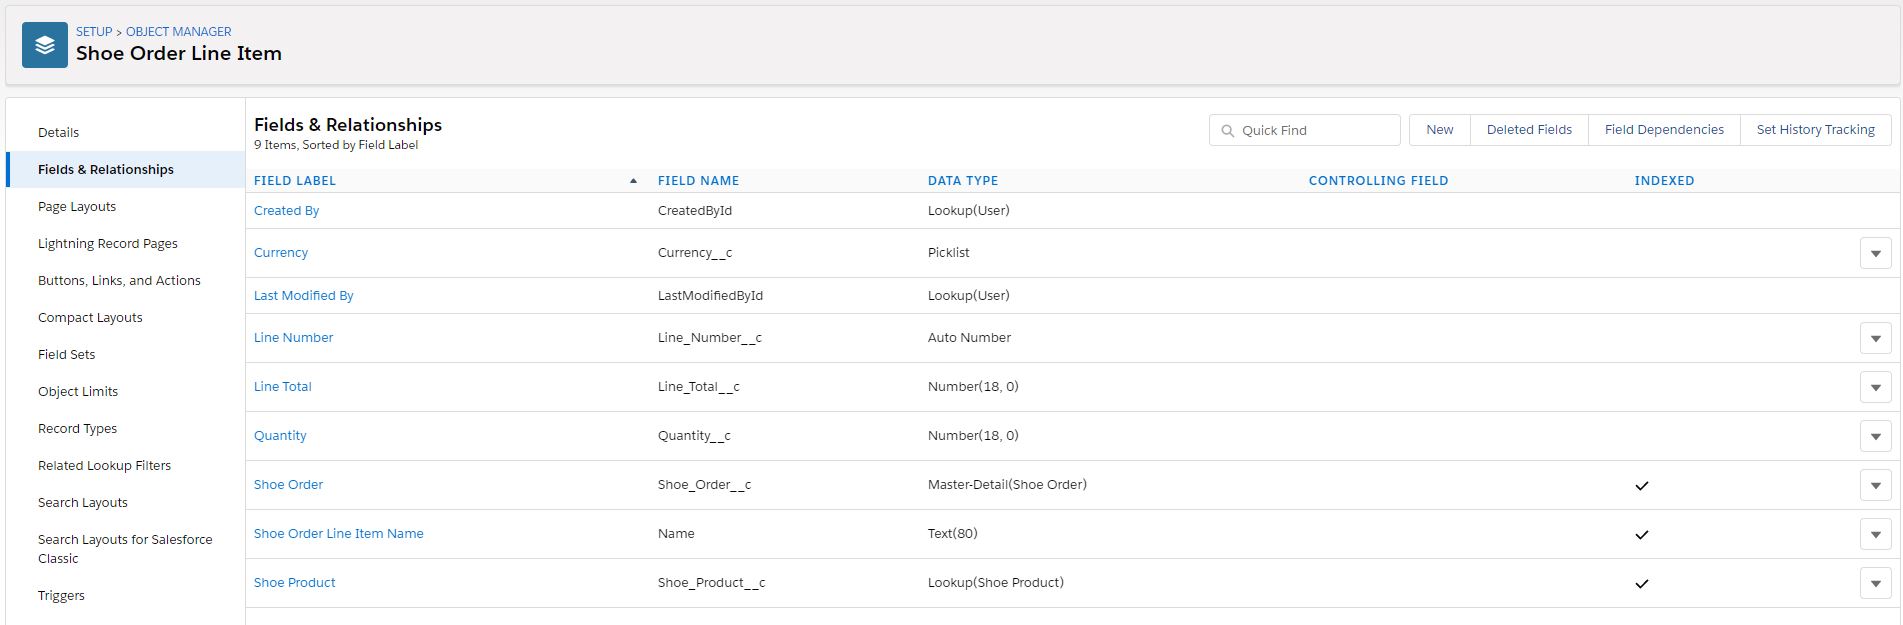 SETUP > OBJECT MANAGER
Shoe Order Line Item
Details
Fields & Relationships
Page Layouts
Lightning Record Pages
Buttons, Links, and Actions
Compact Layouts
Field Sets
Object Limits
Record Types
Related Lookup Filters
Search Layouts
Search Layouts for Salesforce
Classic
Triggers
Fields & Relationships
9 Items, Sorted by Field Label
Quick Find
New
Deleted Fields
Field Dependencies
Set History Tracking
FIELD LABEL FIELD NAME DATA TYPE CONTROLLING FIELD INDEXED
Created By CreatedById Lookup(User)
Currency Currency__c Picklist
Last Modified By LastModifiedById Lookup(User)
Line Number Line_Number__c Auto Number
Line Total Line_Total__c Number(18, 0)
Quantity Quantity__c Number(18, 0)
Shoe Order Shoe_Order__c Master-Detail(Shoe Order)
Shoe Order Line Item Name Name Text(80)
Shoe Product Shoe_Product__c Lookup(Shoe Product)